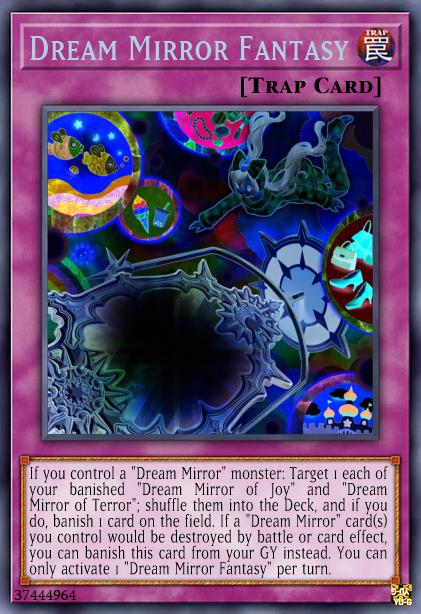 DREAM MIRROR FANTASY
TRAP
罠
[TRAP CARD]
If you control a "Dream Mirror" monster: Target 1 each of
your banished "Dream Mirror of Joy" and "Dream
Mirror of Terror"; shuffle them into the Deck, and if you
do, banish 1 card on the field. If a "Dream Mirror" card(s)
you control would be destroyed by battle or card effect,
you can banish this card from your GY instead. You can
only activate 1 "Dream Mirror Fantasy" per turn.
37444964